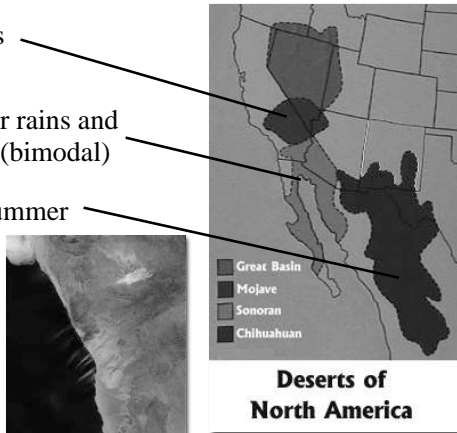 r rains and
(bimodal)
ummer
Great Basin
Mojave
Sonoran
Chihuahuan
Deserts of
North America